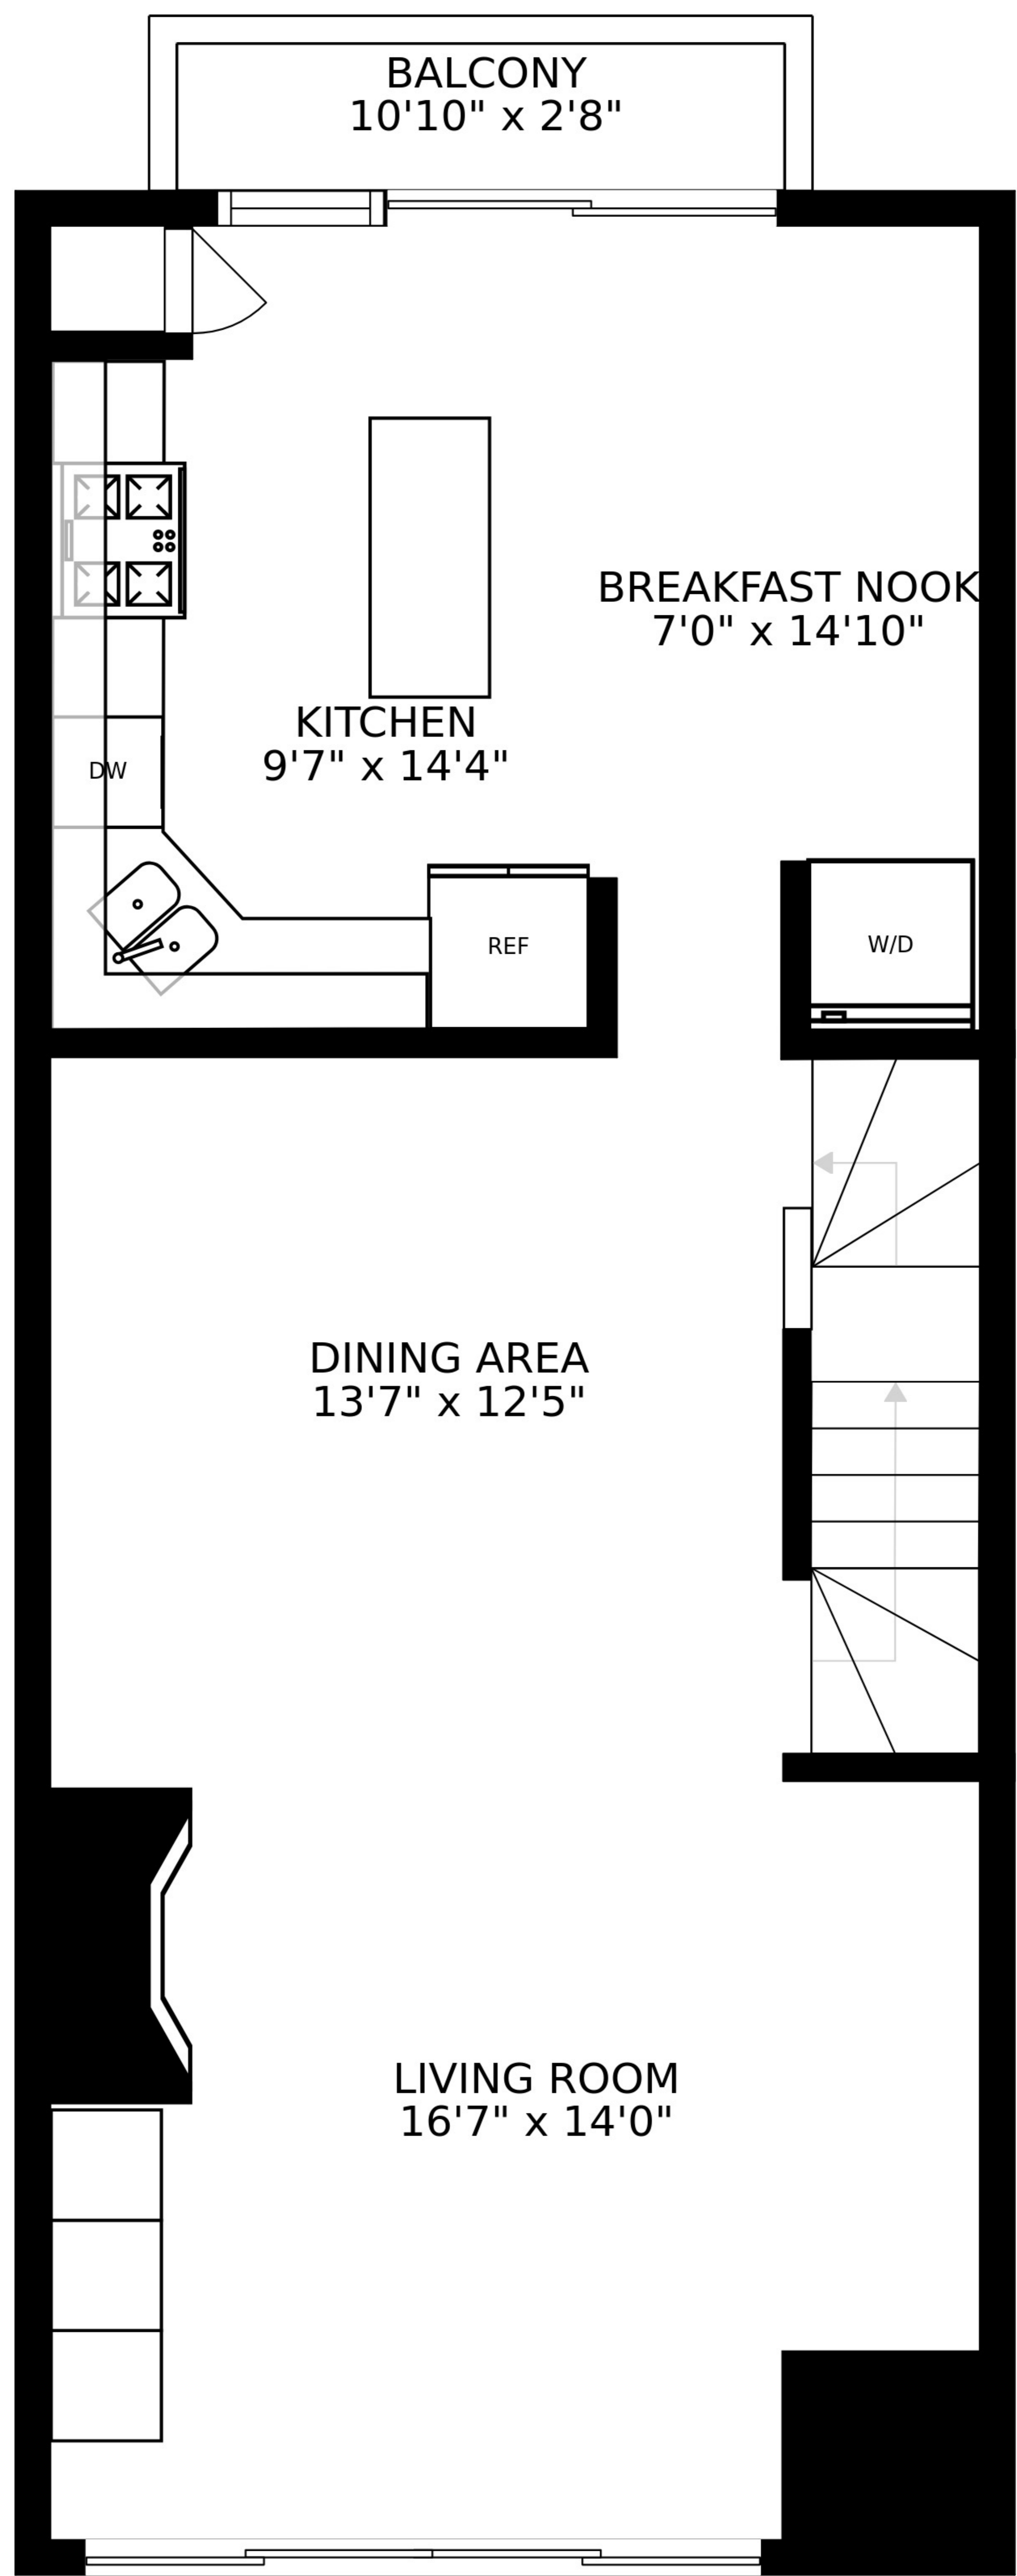 BALCONY
10'10" x 2'8"
BREAKFAST NOOK
7'0" x 14'10"
KITCHEN
9'7" x 14'4"
DW
REF
W/D
DINING AREA
13'7" x 12'5"
LIVING ROOM
16'7" x 14'0"